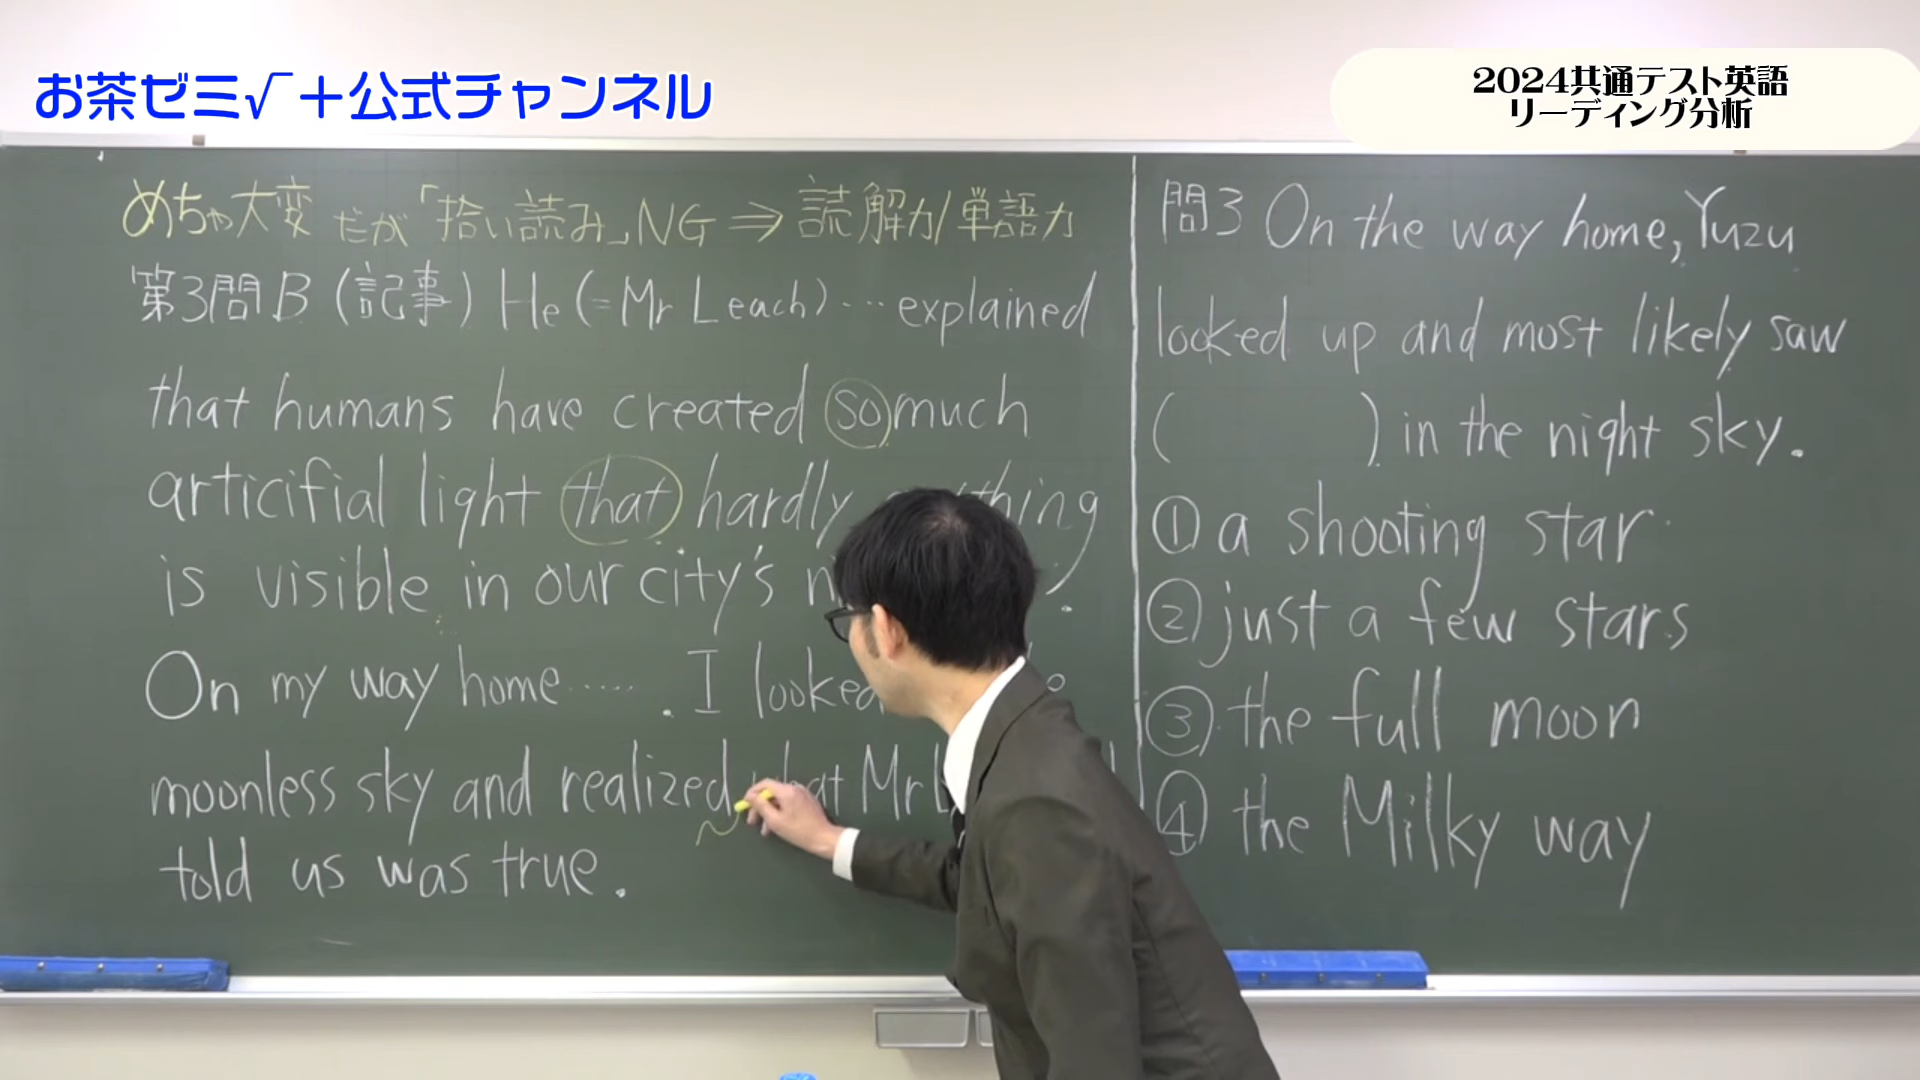 お茶ゼミ√+公式チャンネル
2024共通テスト英語
リーディング分析
めちゃ大変 だが「拾い読み」NG ⇒ 読解力/単語力
第3問B (記事) He (=Mr Leach)… explained
that humans have created so much
articifial light that hardly
is visible in our city's
On my way home….. . I looked
moonless sky and realized Mr
told us was true.
問3 On the way home, Yuzu
looked up and most likely saw
( ) in the night sky.
① a shooting star
② just a few stars
③ the full moon
④ the Milky way